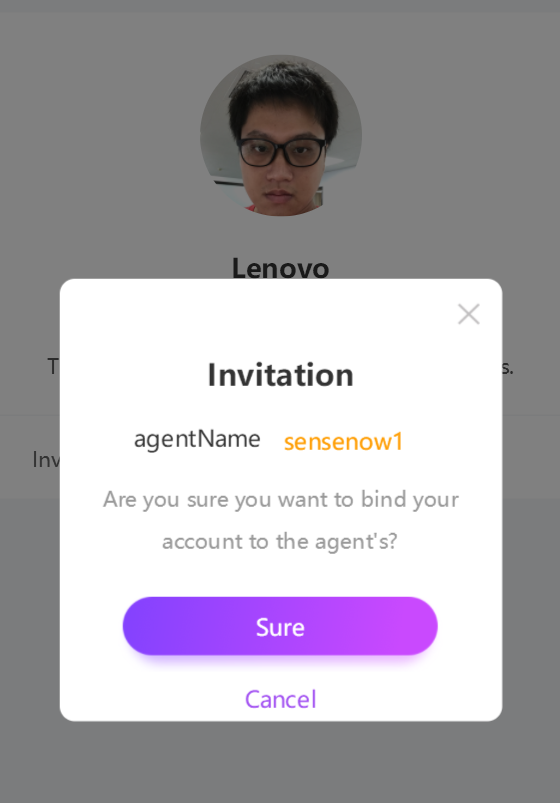 Lenovo
T
s.
Invitation
agentName sensenow1
Inv
Are you sure you want to bind your
account to the agent's?
Sure
Cancel